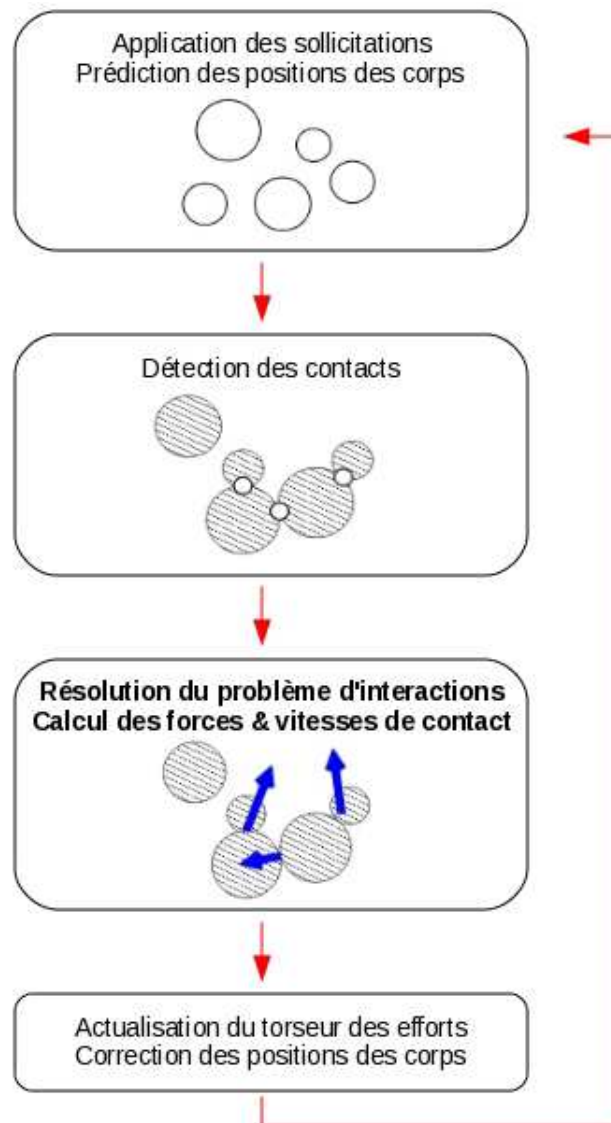 Application des sollicitations
Prédiction des positions des corps
Détection des contacts
Résolution du problème d'interactions
Calcul des forces & vitesses de contact
Actualisation du torseur des efforts
Correction des positions des corps